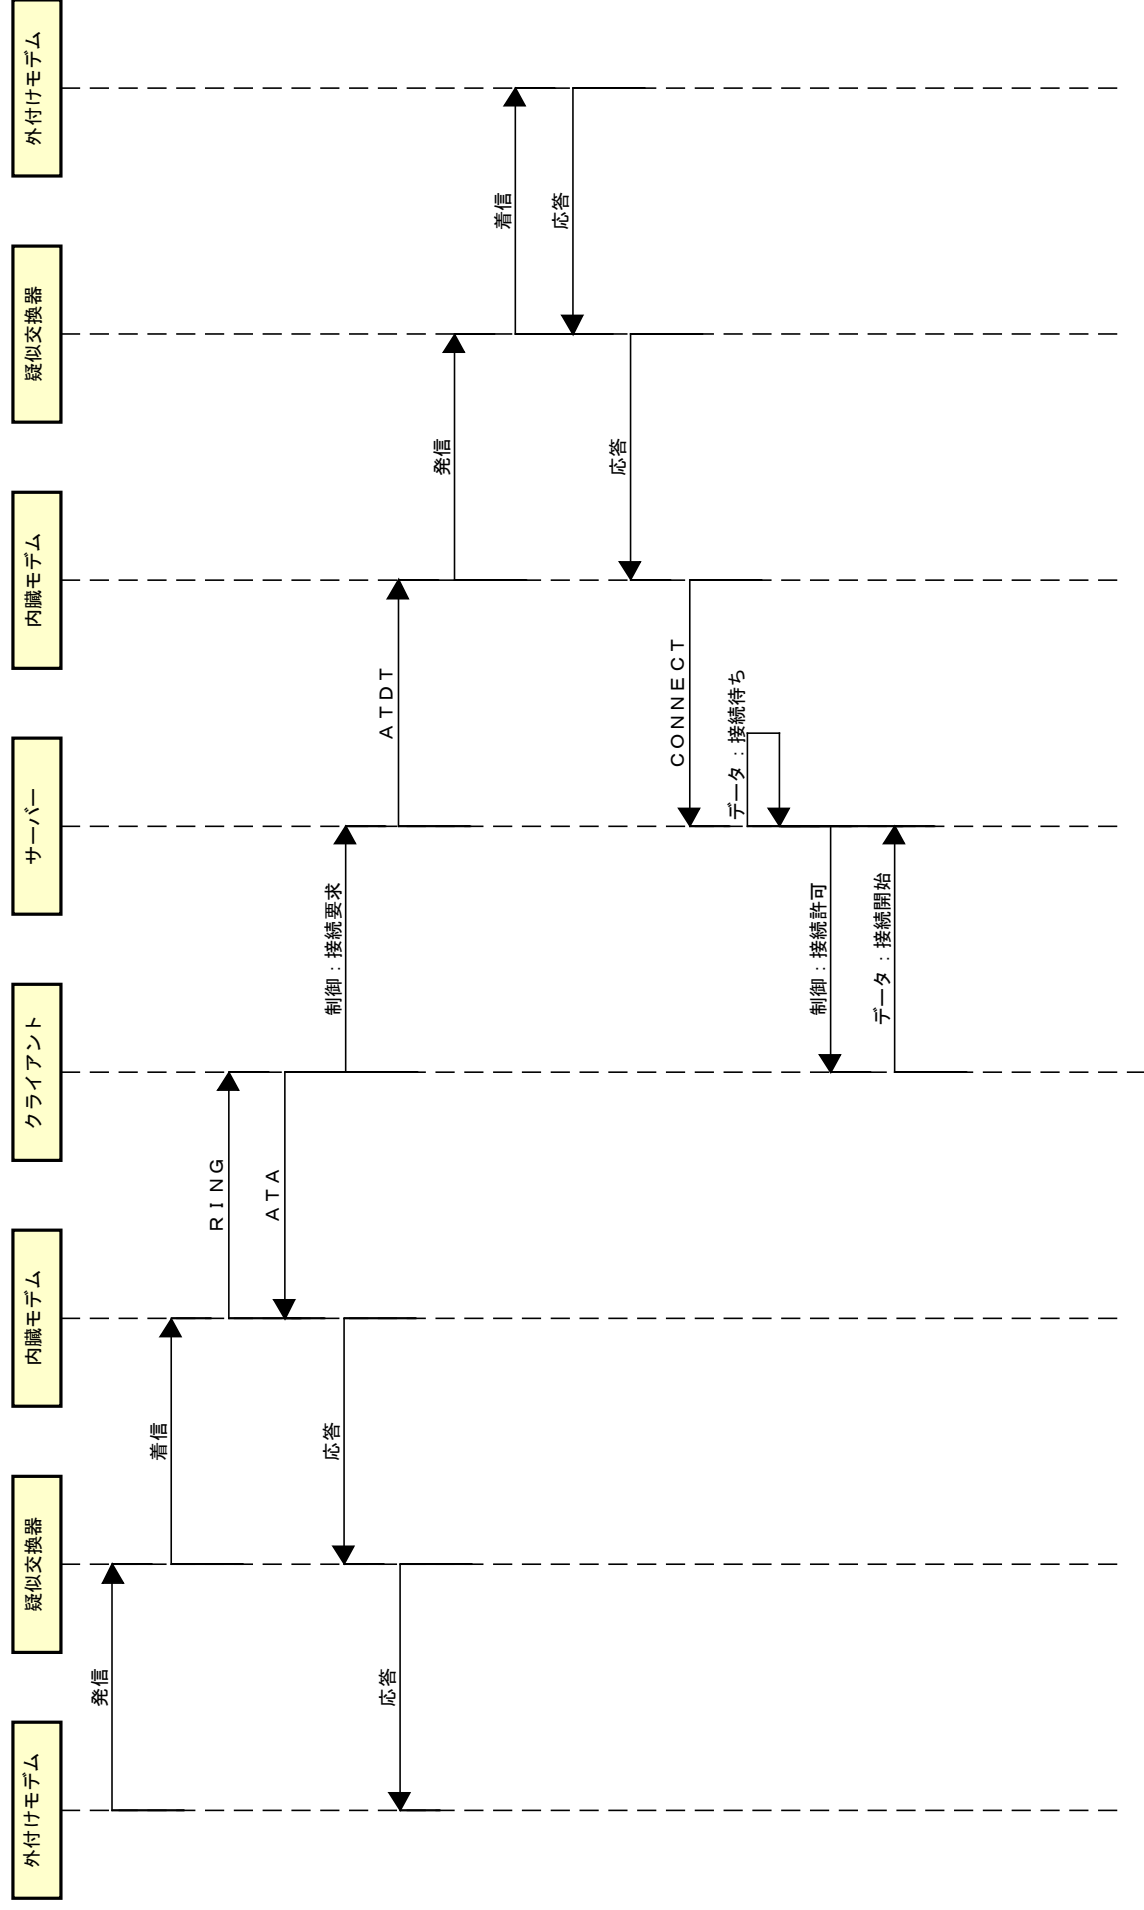 外付けモデム
疑似交換器
内臓モデム
クライアント
サーバー
内臓モデム
疑似交換器
外付けモデム
発信
着信
ＲＩＮＧ
ＡＴＡ
制御：接続要求
応答
ＡＴＤＴ
応答
発信
着信
応答
応答
ＣＯＮＮＥＣＴ
データ：接続待ち
制御：接続許可
データ：接続開始